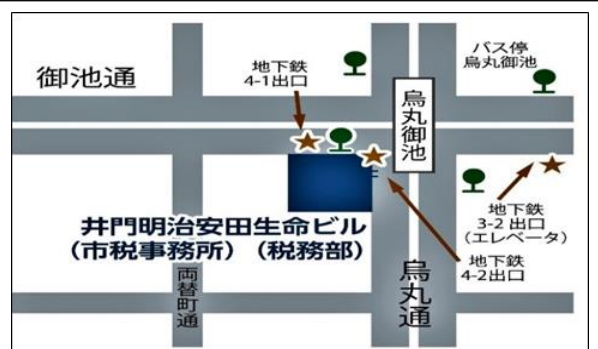 バス停
烏丸御池
地下鉄
4-1出口
御池通
烏丸御池
地下鉄
3-2 出口
(エレベータ)
井門明治安田生命ビル
(市税事務所)(税務部)
地下鉄
4-2出口
両替町通
烏丸通